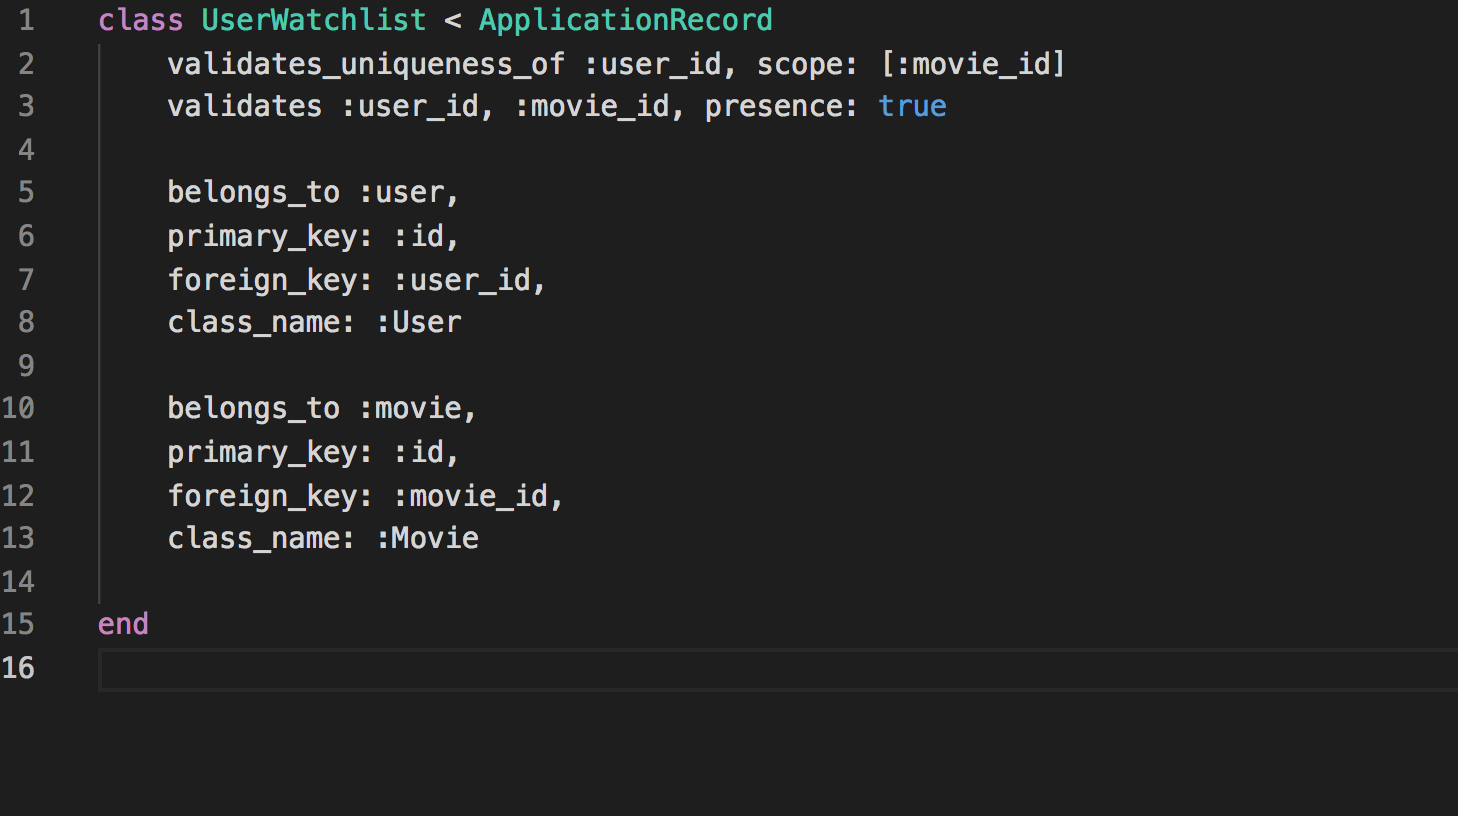 1 class UserWatchlist < ApplicationRecord
2 validates_uniqueness_of :user_id, scope: [:movie_id]
3 validates :user_id, :movie_id, presence: true
4
5 belongs_to :user,
6 primary_key: :id,
7 foreign_key: :user_id,
8 class_name: :User
9
10 belongs_to :movie,
11 primary_key: :id,
12 foreign_key: :movie_id,
13 class_name: :Movie
14
15 end
16